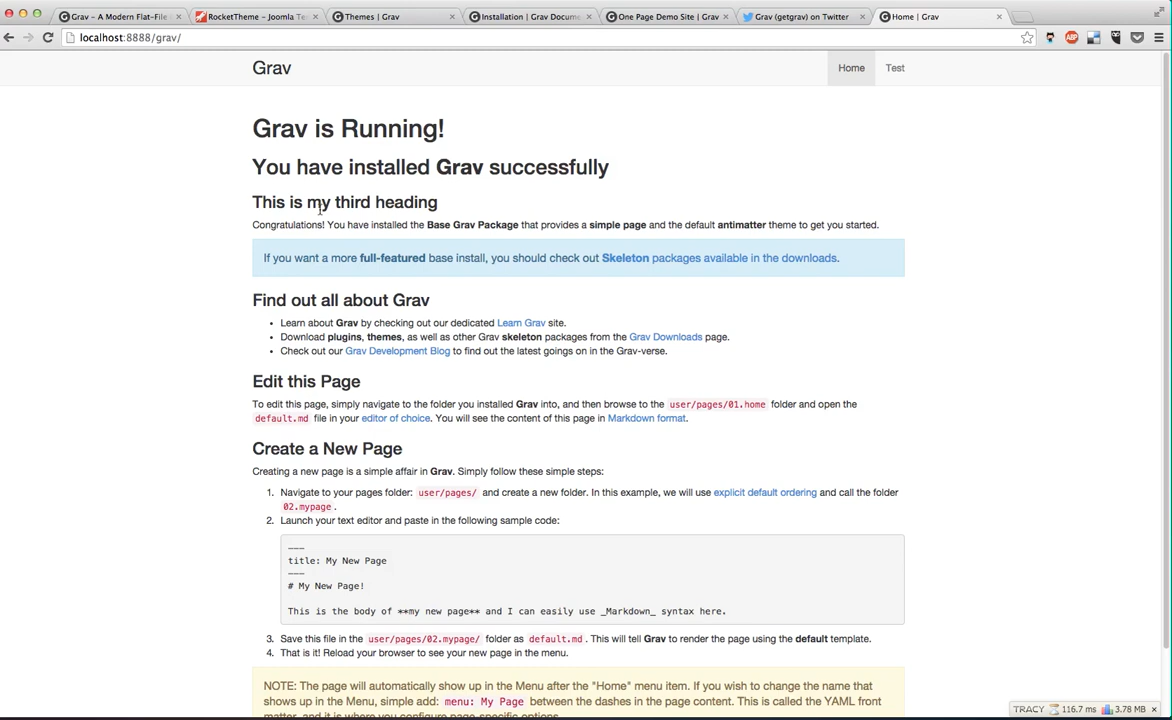 Grav – A Modern Flat-File
RocketTheme – Joomla Te
Themes | Grav
Installation | Grav Docume
One Page Demo Site | Grav
Grav (getgrav) on Twitter
Home | Grav
localhost:8888/grav/
ABP
Grav
Home
Test
Grav is Running!
You have installed Grav successfully
This is my third heading
Congratulations! You have installed the Base Grav Package that provides a simple page and the default antimatter theme to get you started.
If you want a more full-featured base install, you should check out Skeleton packages available in the downloads.
Find out all about Grav
• Learn about Grav by checking out our dedicated Learn Grav site.
• Download plugins, themes, as well as other Grav skeleton packages from the Grav Downloads page.
• Check out our Grav Development Blog to find out the latest goings on in the Grav-verse.
Edit this Page
To edit this page, simply navigate to the folder you installed Grav into, and then browse to the user/pages/01.home folder and open the
default.md file in your editor of choice. You will see the content of this page in Markdown format.
Create a New Page
Creating a new page is a simple affair in Grav. Simply follow these simple steps:
1. Navigate to your pages folder: user/pages/ and create a new folder. In this example, we will use explicit default ordering and call the folder
02.mypage.
2. Launch your text editor and paste in the following sample code:
---
title: My New Page
---
# My New Page!
This is the body of **my new page** and I can easily use _Markdown_ syntax here.
3. Save this file in the user/pages/02.mypage/ folder as default.md. This will tell Grav to render the page using the default template.
4. That is it! Reload your browser to see your new page in the menu.
NOTE: The page will automatically show up in the Menu after the "Home" menu item. If you wish to change the name that
shows up in the Menu, simple add: menu: My Page between the dashes in the page content. This is called the YAML front
matter, and it is where you configure page-specific options.
TRACY 116.7 ms 3.78 MB ×